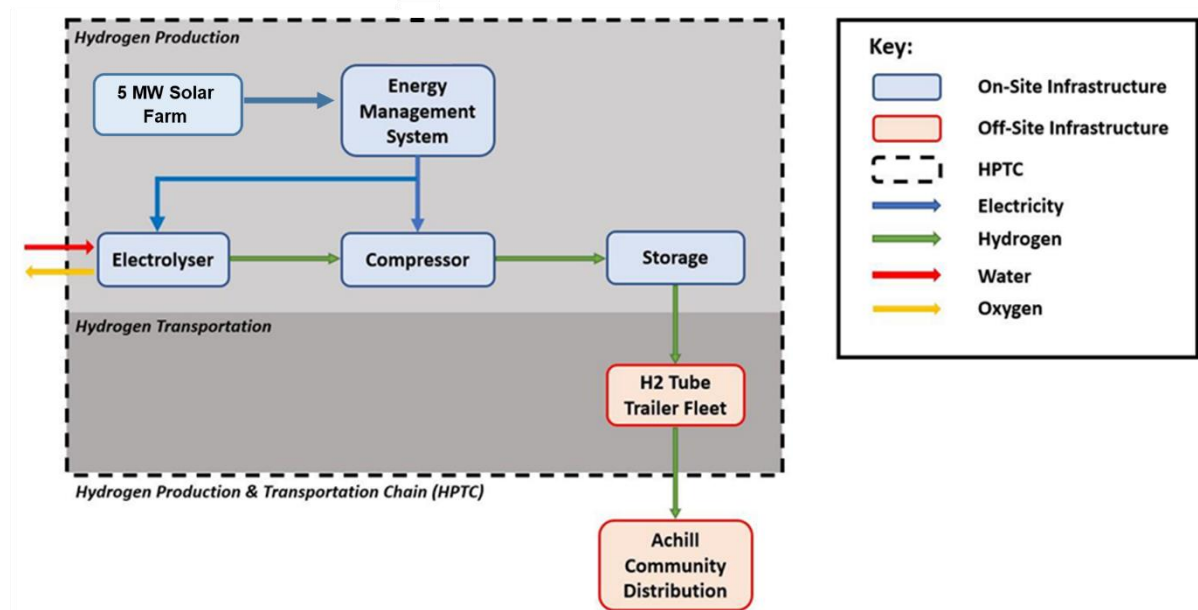 Hydrogen Production
5 MW Solar
Farm
Energy
Management
System
Electrolyser
Compressor
Storage
Hydrogen Transportation
H2 Tube
Trailer Fleet
Hydrogen Production & Transportation Chain (HPTC)
Achill
Community
Distribution
Key:
On-Site Infrastructure
Off-Site Infrastructure
HPTC
Electricity
Hydrogen
Water
Oxygen